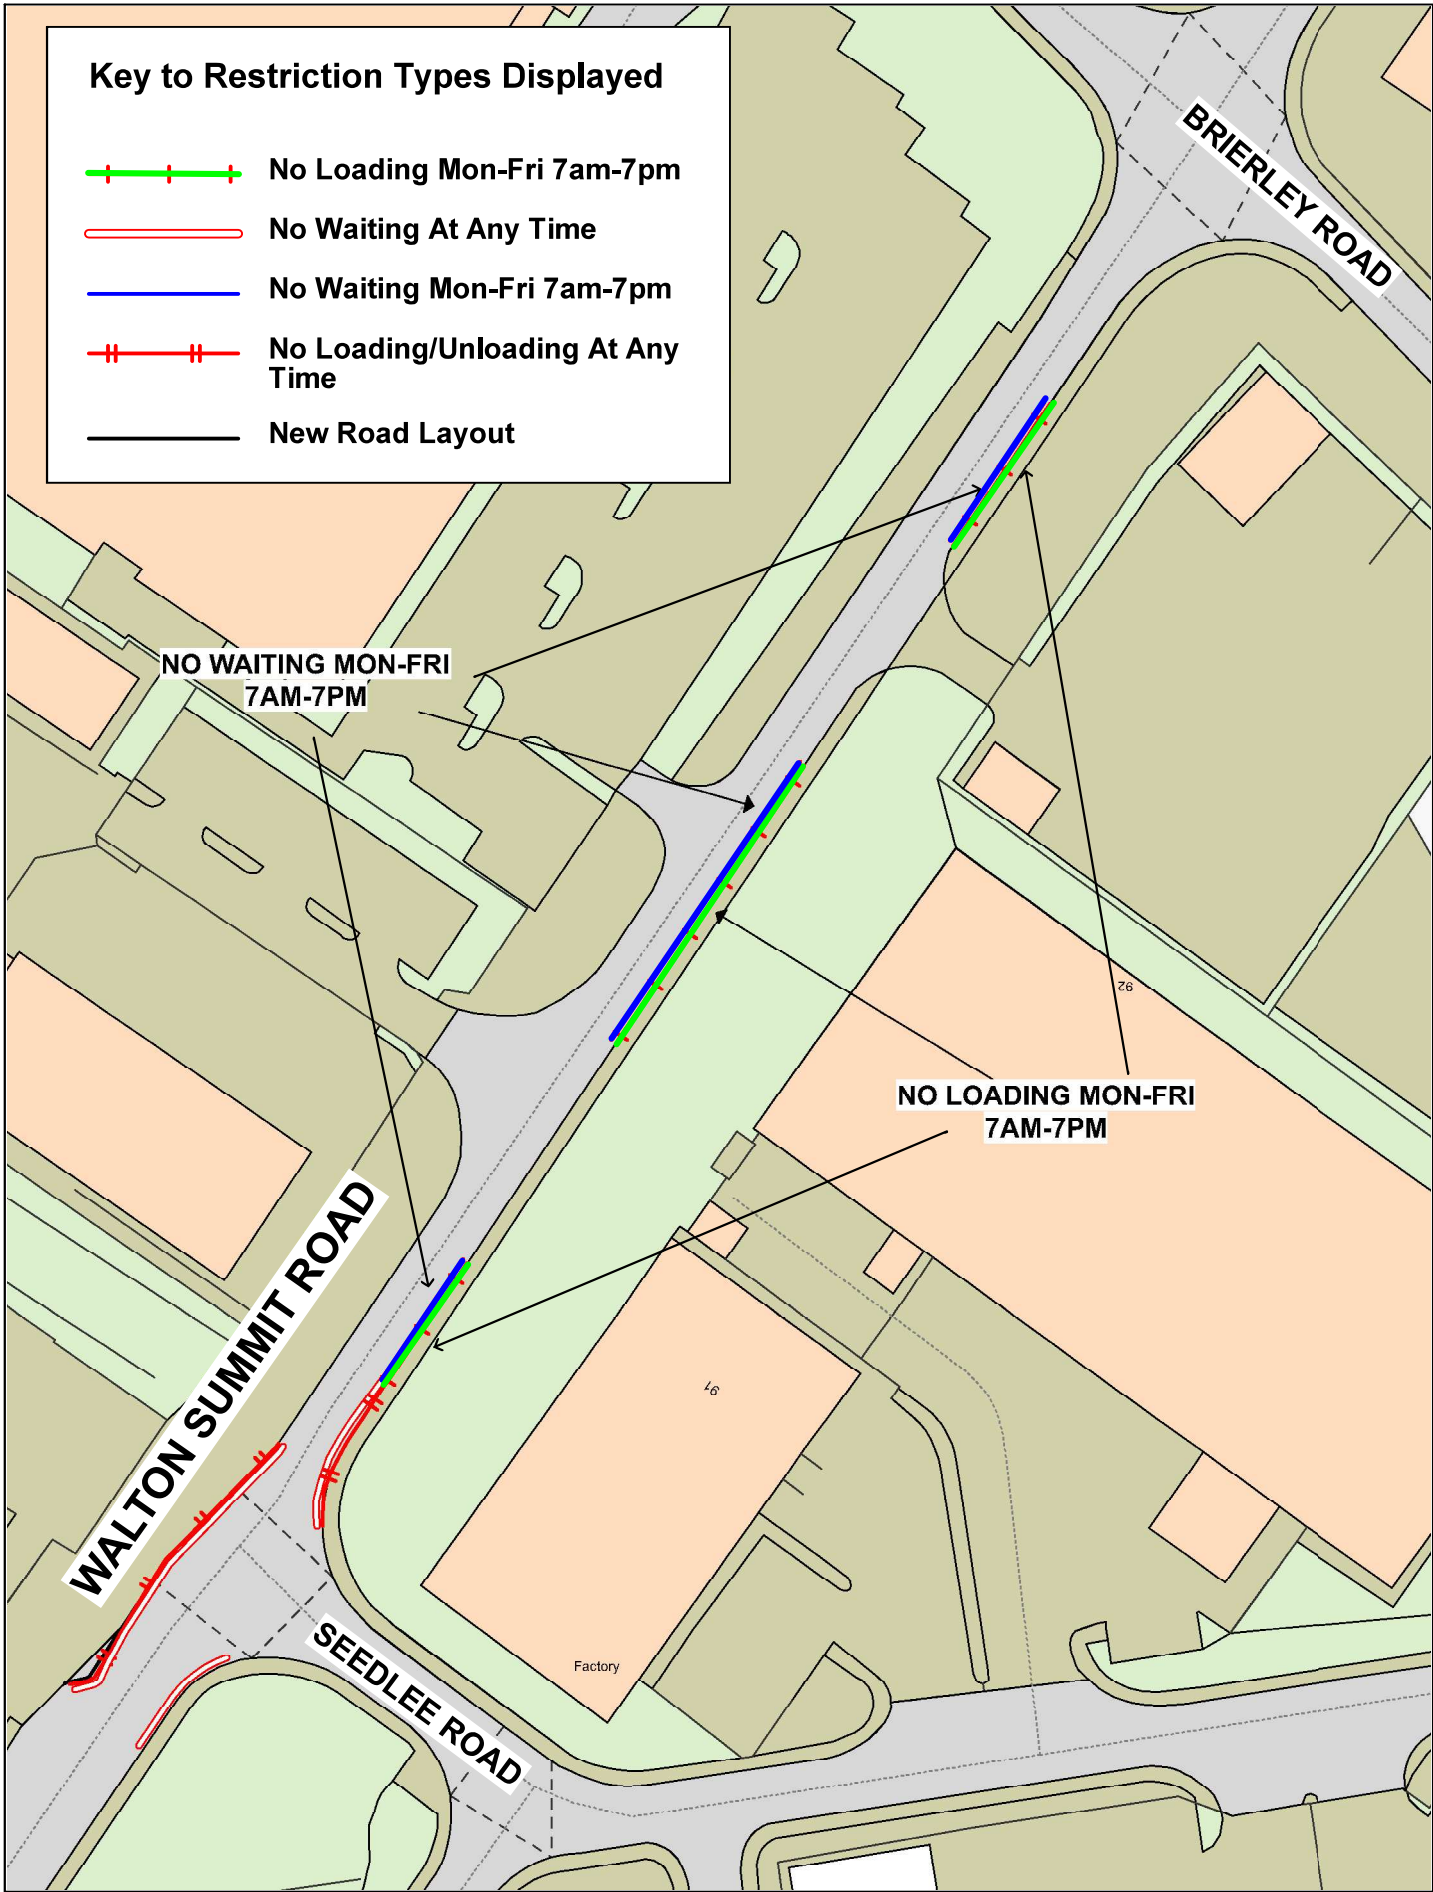 Key to Restriction Types Displayed
No Loading Mon-Fri 7am-7pm
No Waiting At Any Time
No Waiting Mon-Fri 7am-7pm
No Loading/Unloading At Any
Time
New Road Layout
BRIERLEY ROAD
NO WAITING MON-FRI
7AM-7PM
92
NO LOADING MON-FRI
7AM-7PM
WALTON SUMMIT ROAD
91
SEEDLEE ROAD
Factory